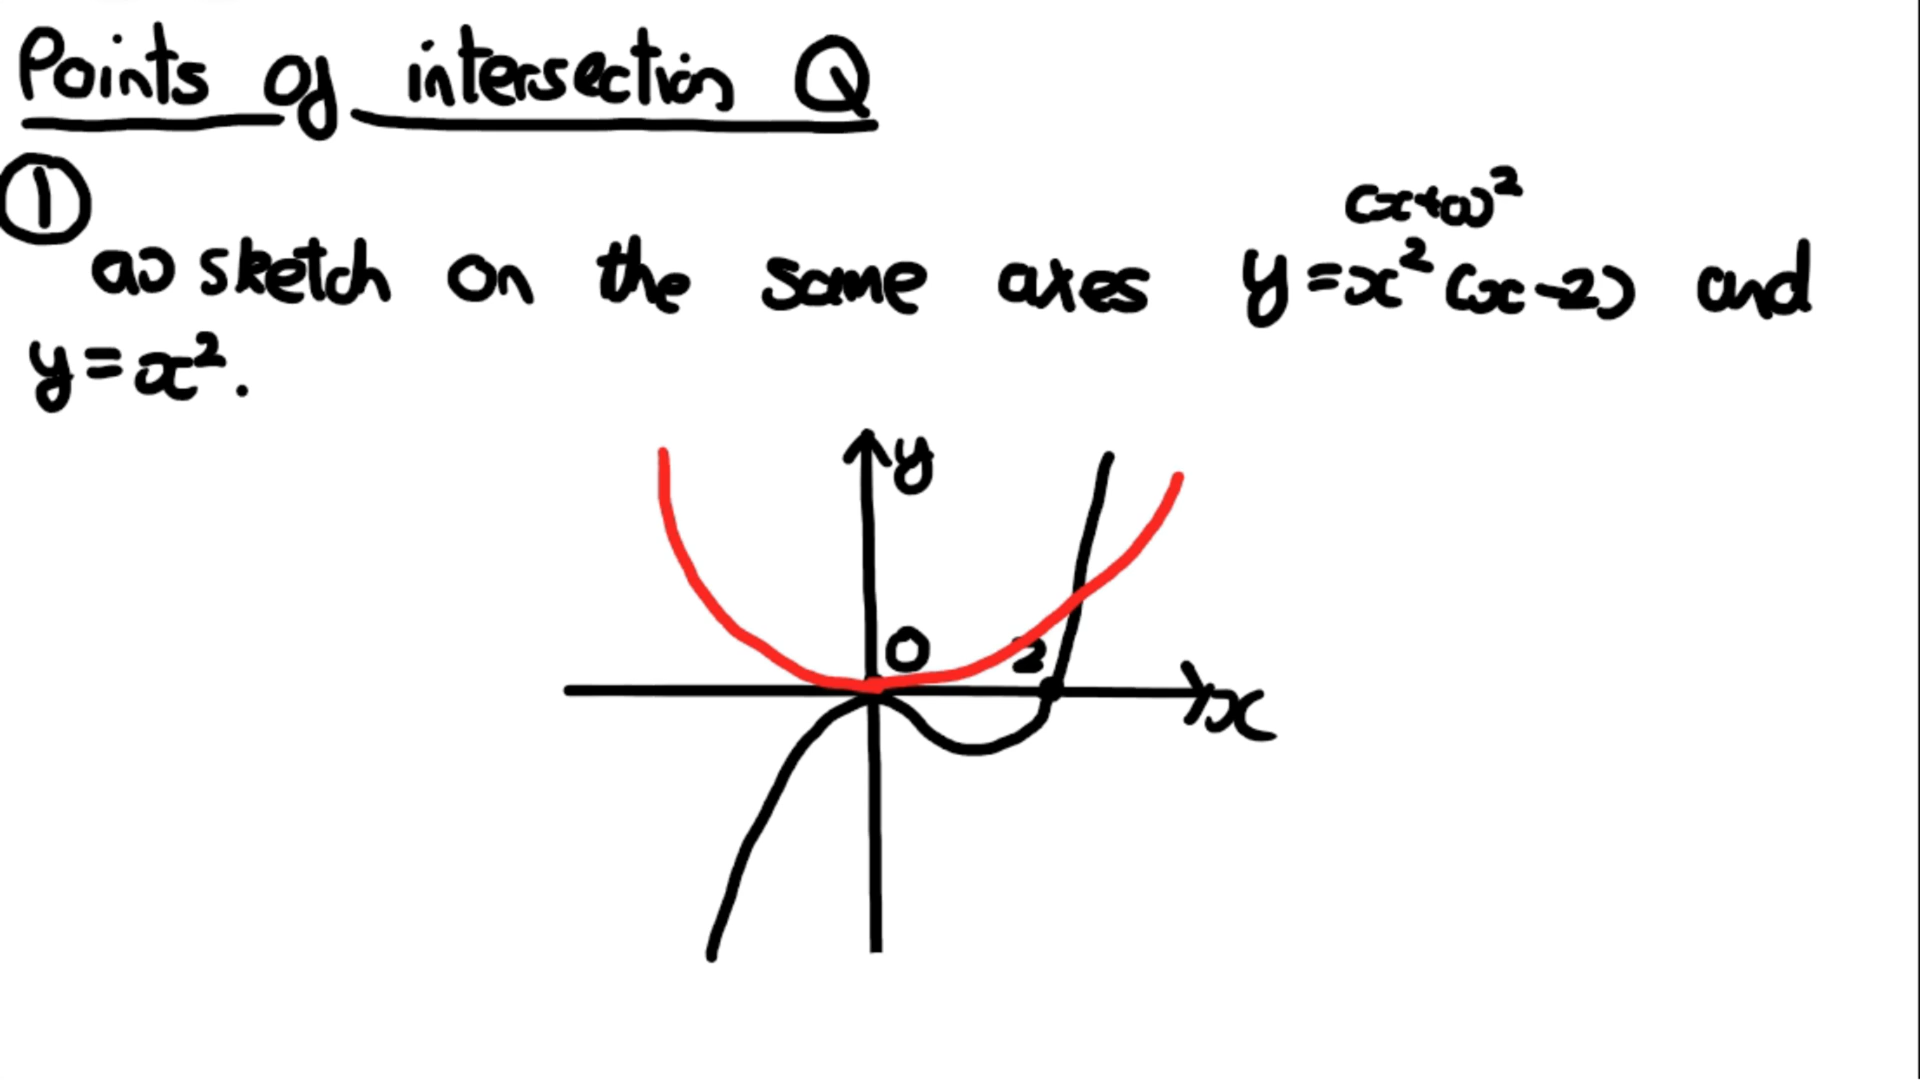 Points of intersection Q
①
(x+0)²
a) sketch on the same axes y=x²(x-2) and
y=x².
y
0
2
x